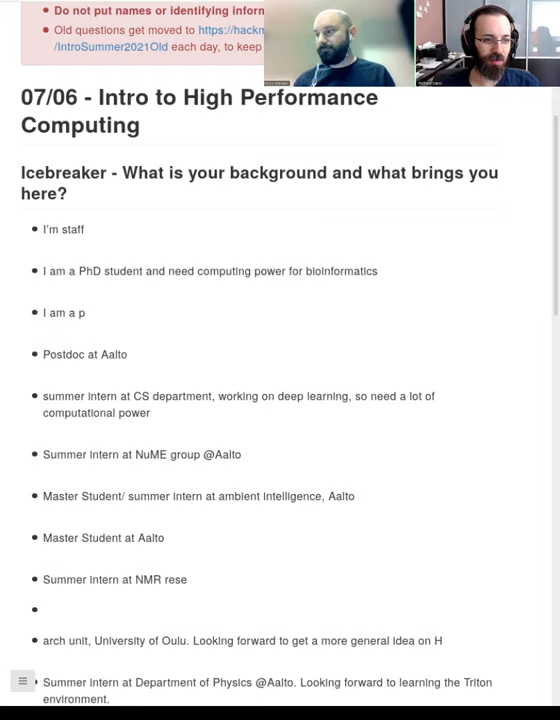 Do not put names or identifying inforn
Old questions get moved to https://hackn
/IntroSummer2021Old each day, to keep
07/06 - Intro to High Performance
Computing
Icebreaker - What is your background and what brings you
here?
I'm staff
I am a PhD student and need computing power for bioinformatics
I am a p
Postdoc at Aalto
summer intern at CS department, working on deep learning, so need a lot of
computational power
Summer intern at NuME group @Aalto
Master Student/ summer intern at ambient intelligence, Aalto
Master Student at Aalto
Summer intern at NMR rese
arch unit, University of Oulu. Looking forward to get a more general idea on H
Summer intern at Department of Physics @Aalto. Looking forward to learning the Triton
environment.